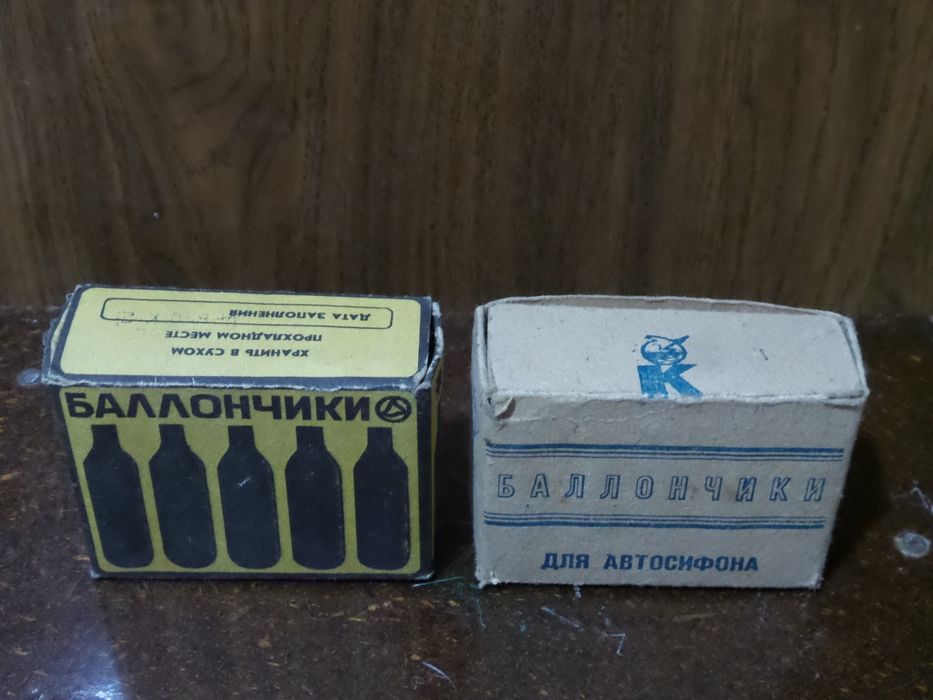 ХРАНИТЬ В СУХОМ
ПРОХЛАДНОМ МЕСТЕ
ДАТА ЗАПОЛНЕНИЯ
БАЛЛОНЧИКИ
К
БАЛЛОНЧИКИ
ДЛЯ АВТОСИФОНА